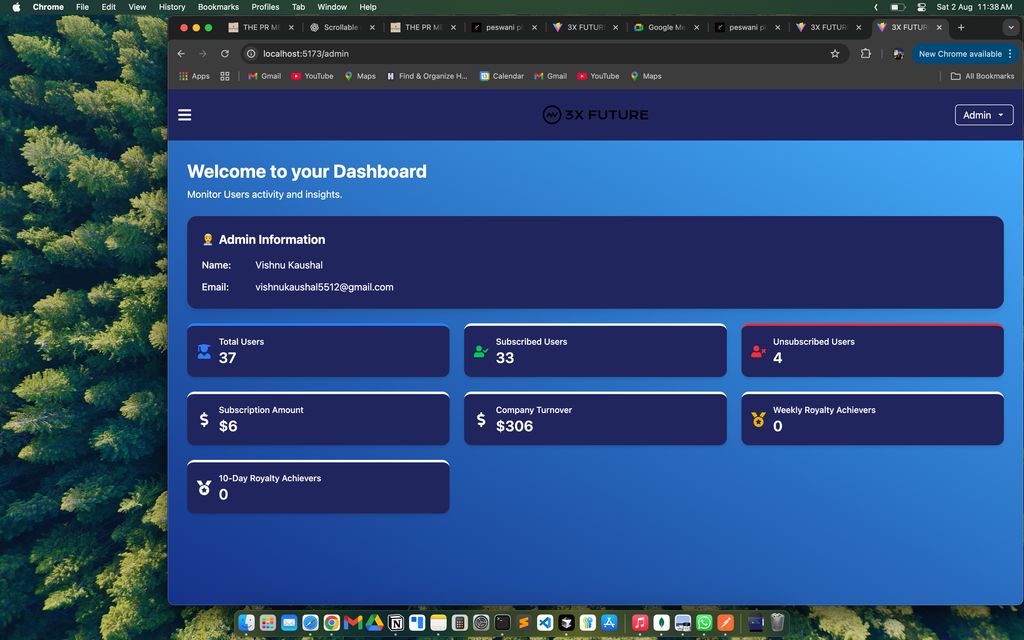 Chrome File Edit View History Bookmarks Profiles Tab Window Help
Sat 2 Aug 11:38 AM
THE PR M
Scrollable
THE PR M
peswani p
3X FUTUR
Google Me
peswani p
3X FUTUR
3X FUTUR
localhost:5173/admin
New Chrome available
Apps Gmail YouTube Maps Find & Organize H... Calendar Gmail YouTube Maps All Bookmarks
3X FUTURE
Admin
Welcome to your Dashboard
Monitor Users activity and insights.
Admin Information
Name: Vishnu Kaushal
Email: vishnukaushal5512@gmail.com
Total Users
37
Subscribed Users
33
Unsubscribed Users
4
Subscription Amount
$6
Company Turnover
$306
Weekly Royalty Achievers
0
10-Day Royalty Achievers
0